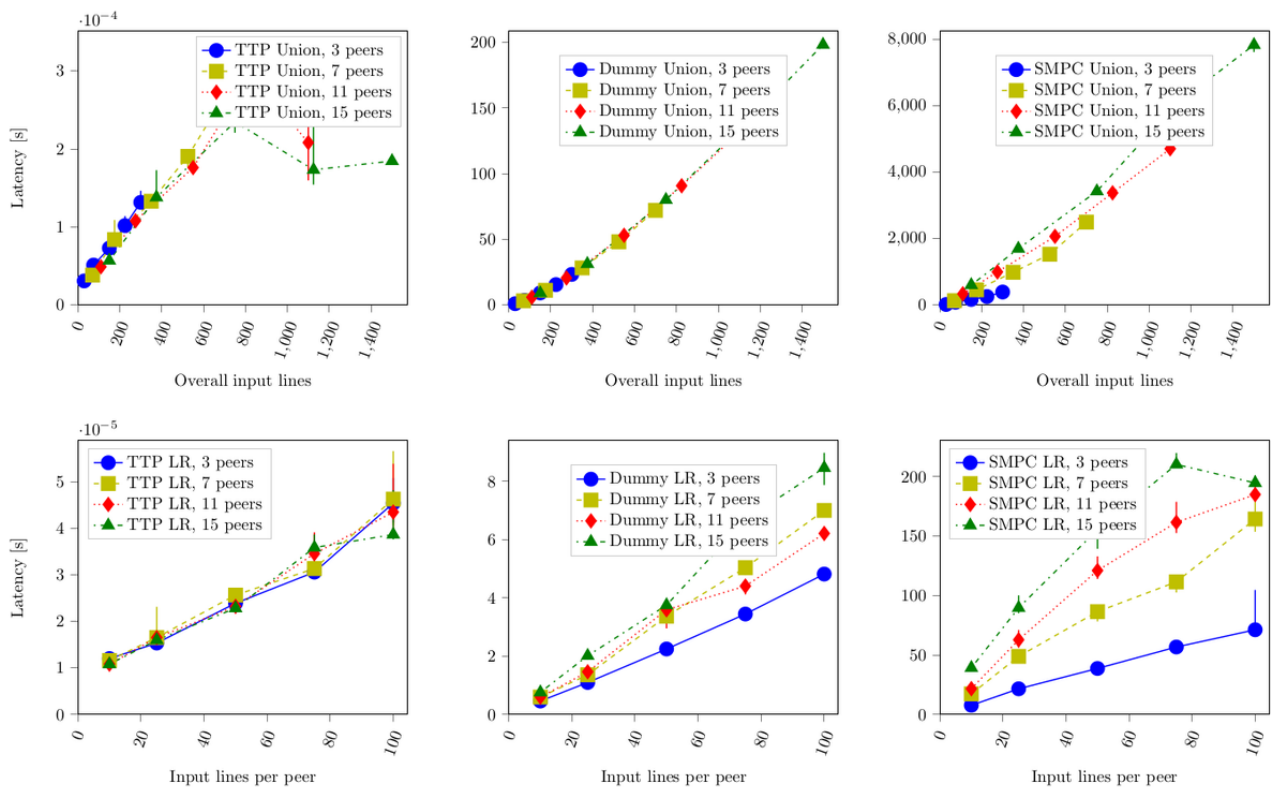 ·10−4
3
2
1
0
Latency [s]
TTP Union, 3 peers
TTP Union, 7 peers
TTP Union, 11 peers
TTP Union, 15 peers
0
200
400
600
800
1,000
1,200
1,400
Overall input lines
200
150
100
50
0
Dummy Union, 3 peers
Dummy Union, 7 peers
Dummy Union, 11 peers
Dummy Union, 15 peers
0
200
400
600
800
1,000
1,200
1,400
Overall input lines
8,000
6,000
4,000
2,000
0
SMPC Union, 3 peers
SMPC Union, 7 peers
SMPC Union, 11 peers
SMPC Union, 15 peers
0
200
400
600
800
1,000
1,200
1,400
Overall input lines
·10−5
5
4
3
2
1
0
Latency [s]
TTP LR, 3 peers
TTP LR, 7 peers
TTP LR, 11 peers
TTP LR, 15 peers
0
20
40
60
80
100
Input lines per peer
8
6
4
2
0
Dummy LR, 3 peers
Dummy LR, 7 peers
Dummy LR, 11 peers
Dummy LR, 15 peers
0
20
40
60
80
100
Input lines per peer
200
150
100
50
0
SMPC LR, 3 peers
SMPC LR, 7 peers
SMPC LR, 11 peers
SMPC LR, 15 peers
0
20
40
60
80
100
Input lines per peer